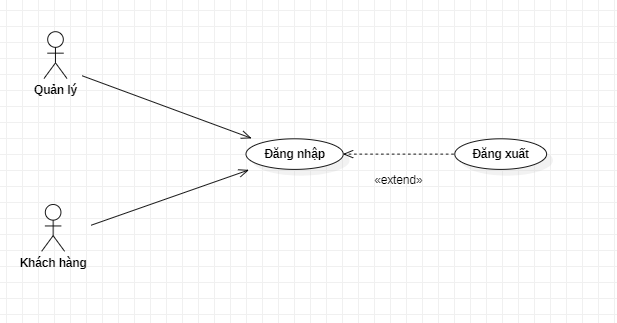 Quản lý
Đăng nhập
Đăng xuất
«extend»
Khách hàng